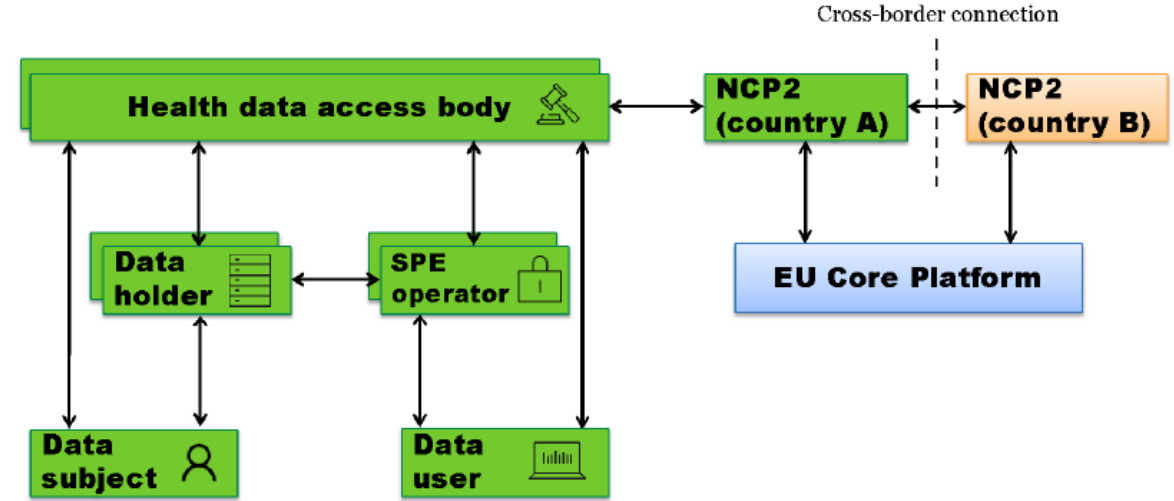 Cross-border connection
Health data access body
NCP2
(country A)
NCP2
(country B)
Data
holder
SPE
operator
EU Core Platform
Data
subject
Data
user